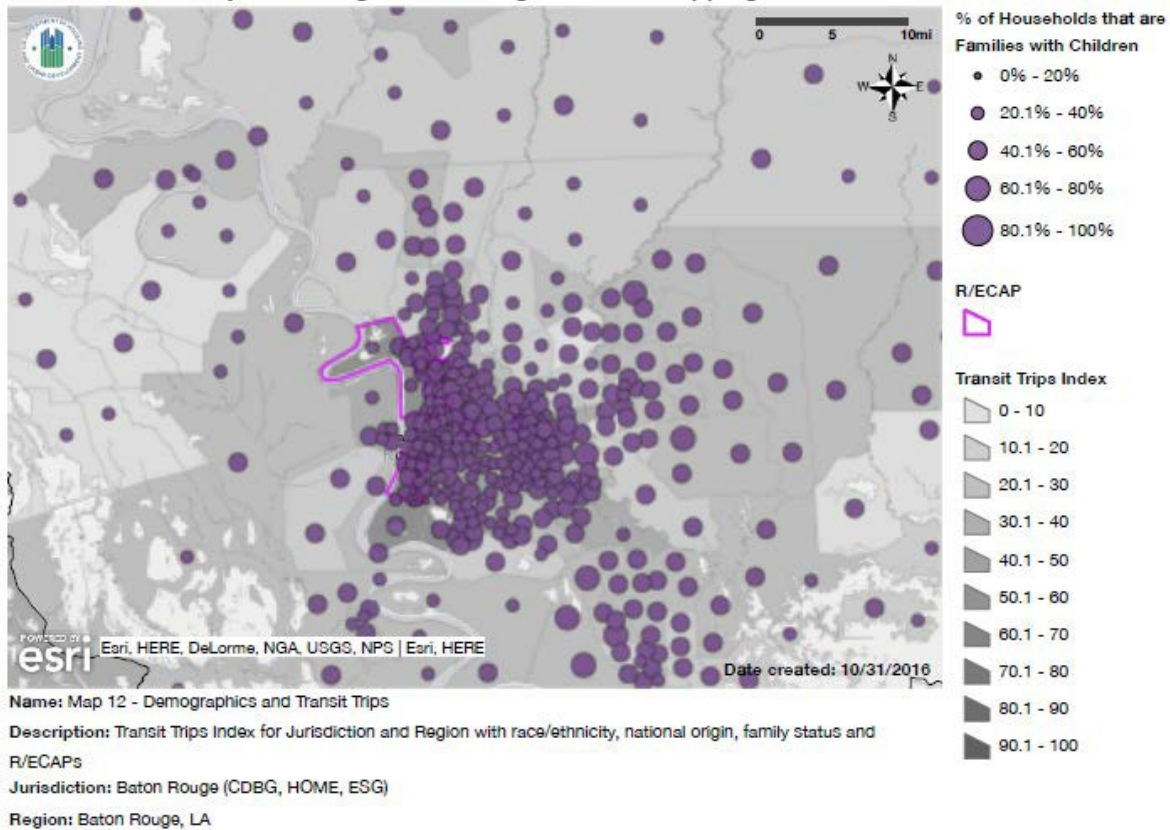 0 5 10mi
N
W E
S
% of Households that are
Families with Children
0% - 20%
20.1% - 40%
40.1% - 60%
60.1% - 80%
80.1% - 100%
R/ECAP
Transit Trips Index
0 - 10
10.1 - 20
20.1 - 30
30.1 - 40
40.1 - 50
50.1 - 60
60.1 - 70
70.1 - 80
80.1 - 90
90.1 - 100
POWERED BY
esri
Esri, HERE, DeLorme, NGA, USGS, NPS | Esri, HERE
Date created: 10/31/2016
Name: Map 12 - Demographics and Transit Trips
Description: Transit Trips Index for Jurisdiction and Region with race/ethnicity, national origin, family status and
R/ECAPs
Jurisdiction: Baton Rouge (CDBG, HOME, ESG)
Region: Baton Rouge, LA